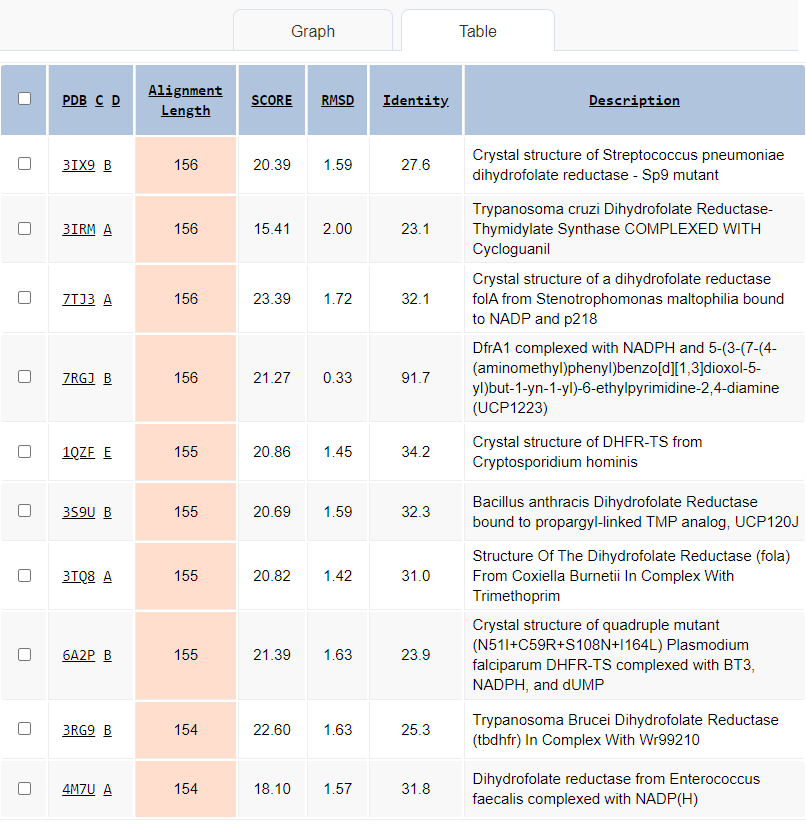 Graph Table
PDB C D Alignment Length SCORE RMSD Identity Description
3IX9 B 156 20.39 1.59 27.6 Crystal structure of Streptococcus pneumoniae
dihydrofolate reductase - Sp9 mutant
3IRM A 156 15.41 2.00 23.1 Trypanosoma cruzi Dihydrofolate Reductase-
Thymidylate Synthase COMPLEXED WITH
Cycloguanil
7TJ3 A 156 23.39 1.72 32.1 Crystal structure of a dihydrofolate reductase
folA from Stenotrophomonas maltophilia bound
to NADP and p218
7RGJ B 156 21.27 0.33 91.7 DfrA1 complexed with NADPH and 5-(3-(7-(4-
(aminomethyl)phenyl)benzo[d][1,3]dioxol-5-
yl)but-1-yn-1-yl)-6-ethylpyrimidine-2,4-diamine
(UCP1223)
1QZF E 155 20.86 1.45 34.2 Crystal structure of DHFR-TS from
Cryptosporidium hominis
3S9U B 155 20.69 1.59 32.3 Bacillus anthracis Dihydrofolate Reductase
bound to propargyl-linked TMP analog, UCP120J
3TQ8 A 155 20.82 1.42 31.0 Structure Of The Dihydrofolate Reductase (fola)
From Coxiella Burnetii In Complex With
Trimethoprim
6A2P B 155 21.39 1.63 23.9 Crystal structure of quadruple mutant
(N51I+C59R+S108N+I164L) Plasmodium
falciparum DHFR-TS complexed with BT3,
NADPH, and dUMP
3RG9 B 154 22.60 1.63 25.3 Trypanosoma Brucei Dihydrofolate Reductase
(tbdhfr) In Complex With Wr99210
4M7U A 154 18.10 1.57 31.8 Dihydrofolate reductase from Enterococcus
faecalis complexed with NADP(H)